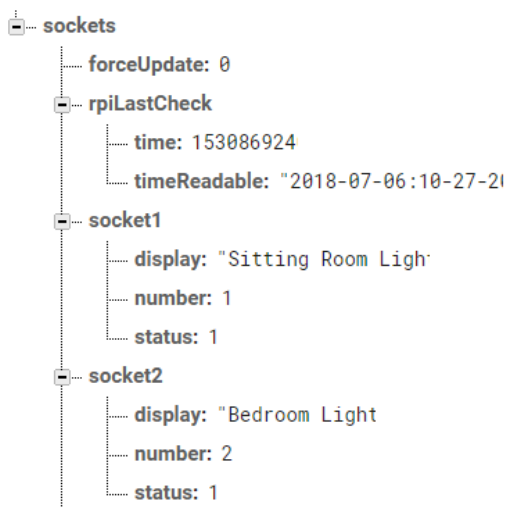 sockets
forceUpdate: 0
rpiLastCheck
time: 153086924
timeReadable: "2018-07-06:10-27-20
socket1
display: "Sitting Room Ligh
number: 1
status: 1
socket2
display: "Bedroom Light
number: 2
status: 1